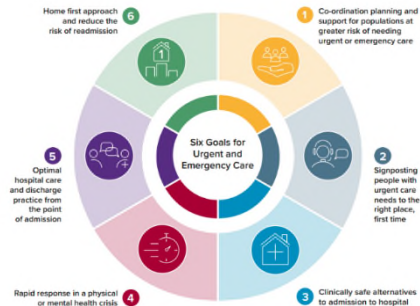 Six Goals for
Urgent and
Emergency Care
1
Co-ordination planning and
support for populations at
greater risk of needing
urgent or emergency care
2
Signposting
people with
urgent care
needs to the
right place,
first time
3
Clinically safe alternatives
to admission to hospital
4
Rapid response in a physical
or mental health crisis
5
Optimal
hospital care
and discharge
practice from
the point
of admission
6
Home first approach
and reduce the
risk of readmission
1